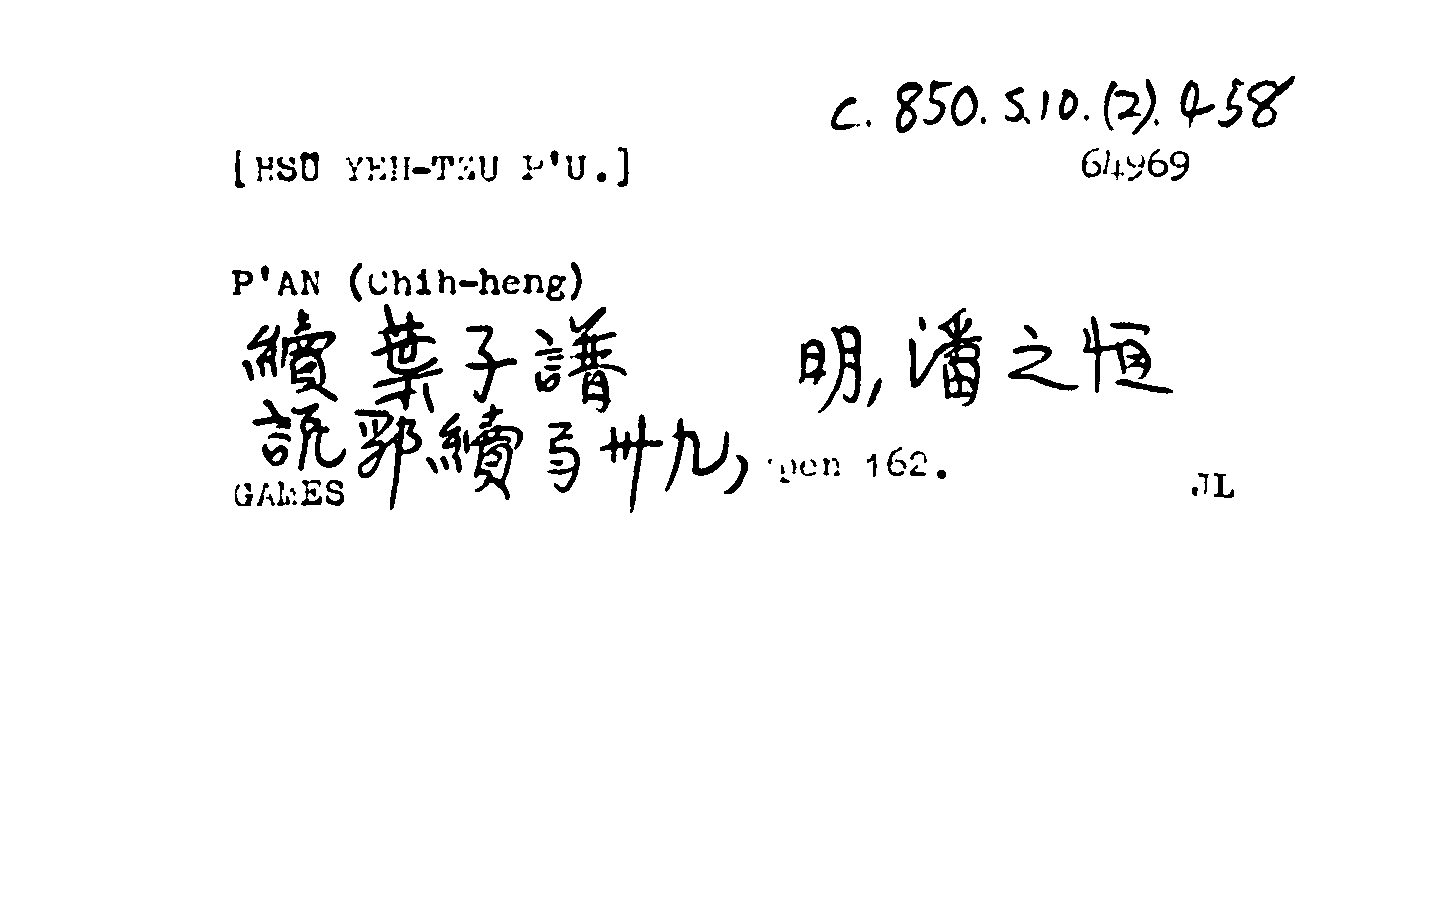 C. 850. S.10. (2). 458
64969
[HSÜ YEH-TZU P'U.]
P'AN (Chih-heng)
續葉子譜 明, 潘之恒
說郛續弓卌九, pen 162.
GAMES
JL